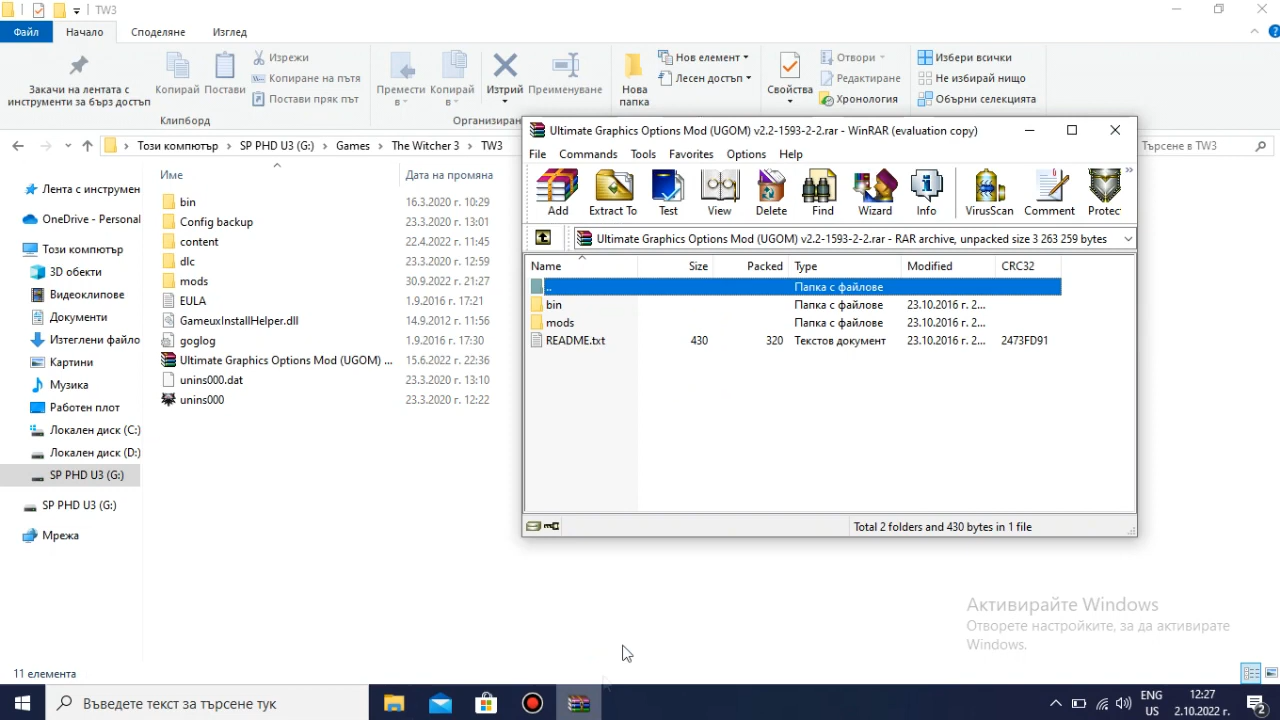 TW3
Файл Начало Споделяне Изглед
Закачи на лентата с инструменти за бърз достъп
Копирай
Постави
Изрежи
Копиране на пътя
Постави пряк път
Клипборд
Премести в
Копирай в
Изтрий
Преименуване
Организиран
Нова папка
Нов елемент
Лесен достъп
Свойства
Отвори
Редактиране
Хронология
Избери всички
Не избирай нищо
Обърни селекцията
Този компютър › SP PHD U3 (G:) › Games › The Witcher 3 › TW3
Търсене в TW3
Лента с инструмен
OneDrive - Personal
Този компютър
3D обекти
Видеоклипове
Документи
Изтеглени файло
Картини
Музика
Работен плот
Локален диск (C:)
Локален диск (D:)
SP PHD U3 (G:)
SP PHD U3 (G:)
Мрежа
Име Дата на промяна
bin 16.3.2020 г. 10:29
Config backup 23.3.2020 г. 13:01
content 22.4.2022 г. 11:45
dlc 23.3.2020 г. 12:59
mods 30.9.2022 г. 21:27
EULA 1.9.2016 г. 17:21
GameuxInstallHelper.dll 14.9.2012 г. 11:56
goglog 1.9.2016 г. 17:30
Ultimate Graphics Options Mod (UGOM) ... 15.6.2022 г. 22:36
unins000.dat 23.3.2020 г. 13:10
unins000 23.3.2020 г. 12:22
Ultimate Graphics Options Mod (UGOM) v2.2-1593-2-2.rar - WinRAR (evaluation copy)
File Commands Tools Favorites Options Help
Add Extract To Test View Delete Find Wizard Info VirusScan Comment Protec
Ultimate Graphics Options Mod (UGOM) v2.2-1593-2-2.rar - RAR archive, unpacked size 3 263 259 bytes
Name Size Packed Type Modified CRC32
.. Папка с файлове
bin Папка с файлове 23.10.2016 г. 2...
mods Папка с файлове 23.10.2016 г. 2...
README.txt 430 320 Текстов документ 23.10.2016 г. 2... 2473FD91
Total 2 folders and 430 bytes in 1 file
Активирайте Windows
Отворете настройките, за да активирате
Windows.
11 елемента
Въведете текст за търсене тук
ENG
US
12:27
2.10.2022 г.
2